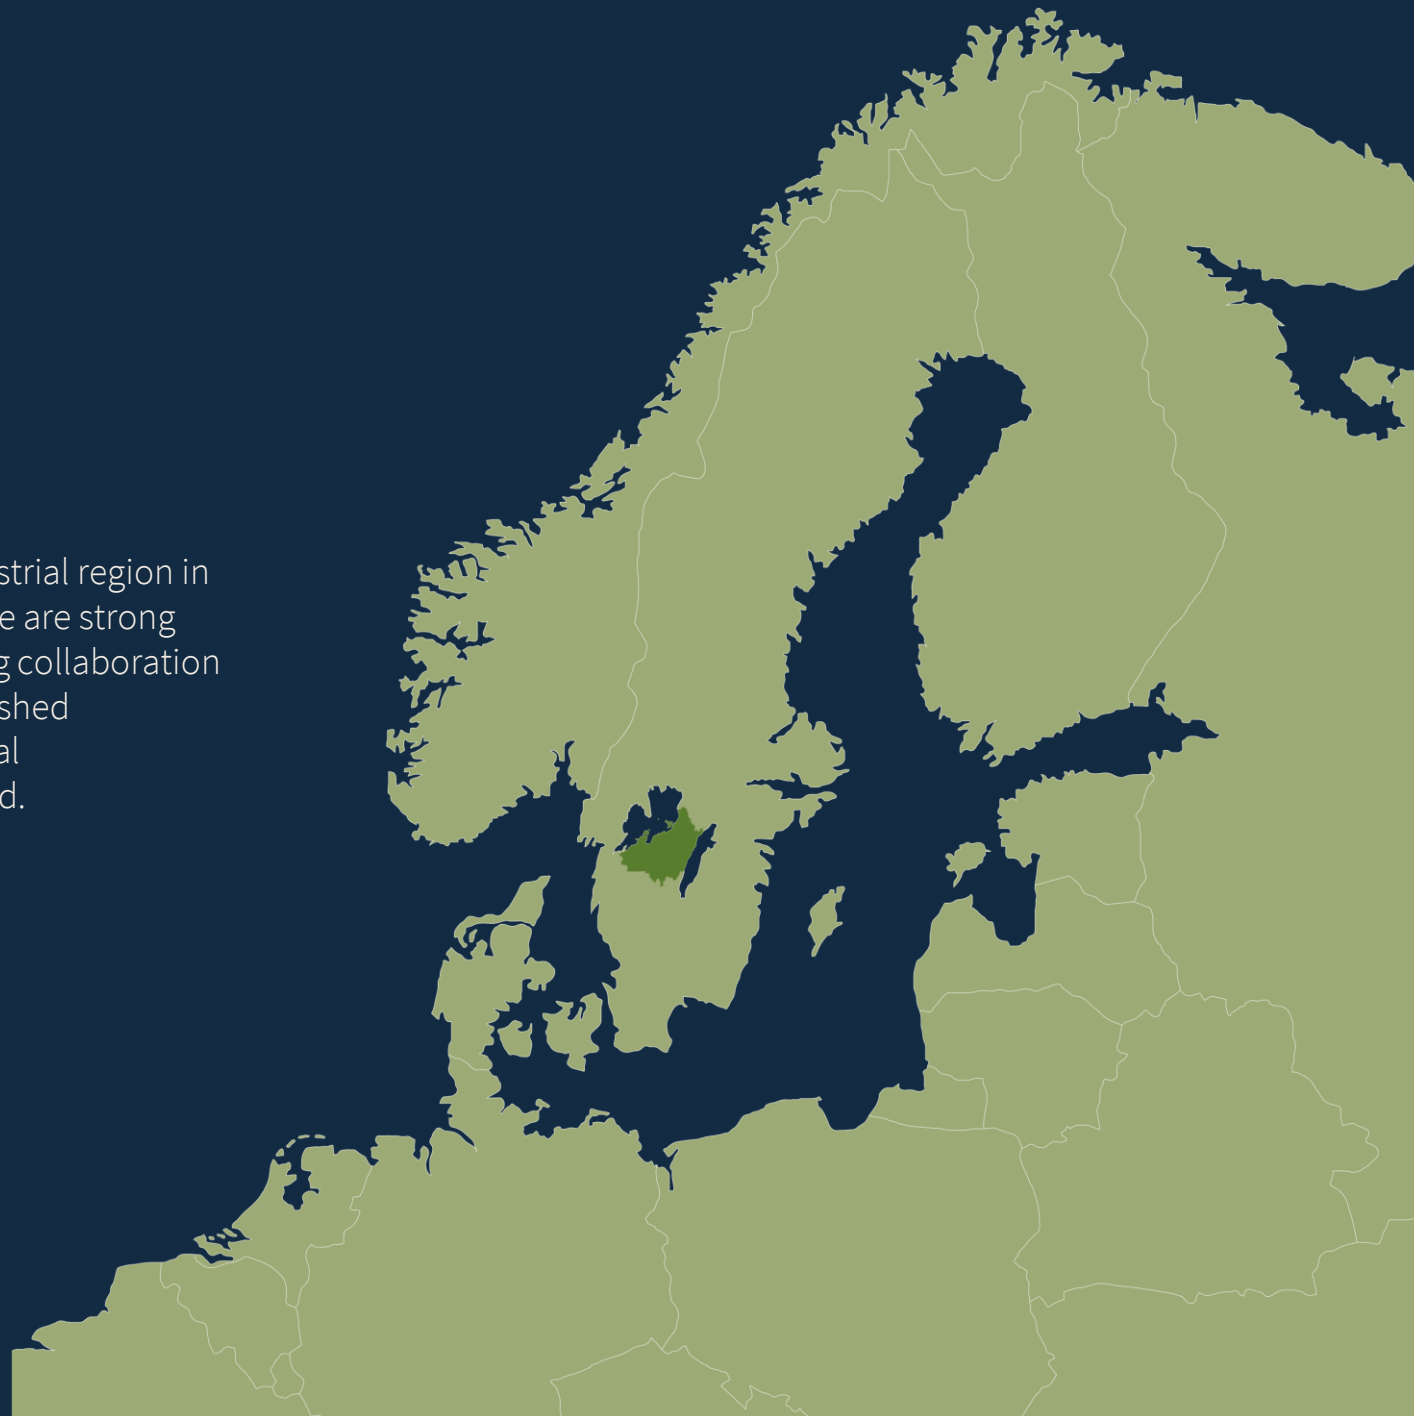 strial region in
e are strong
g collaboration
shed
al
d.